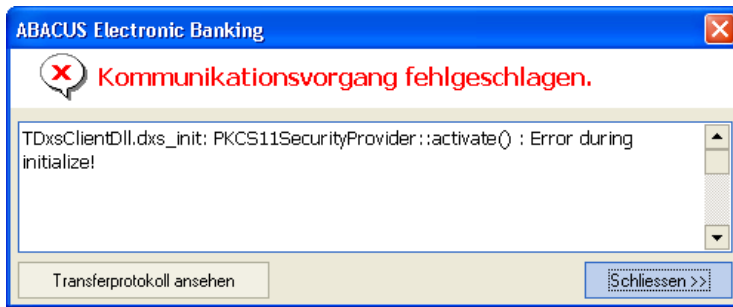 ABACUS Electronic Banking
Kommunikationsvorgang fehlgeschlagen.
TDxsClientDll.dxs_init: PKCS11SecurityProvider::activate() : Error during
initialize!
Transferprotokoll ansehen
Schliessen >>